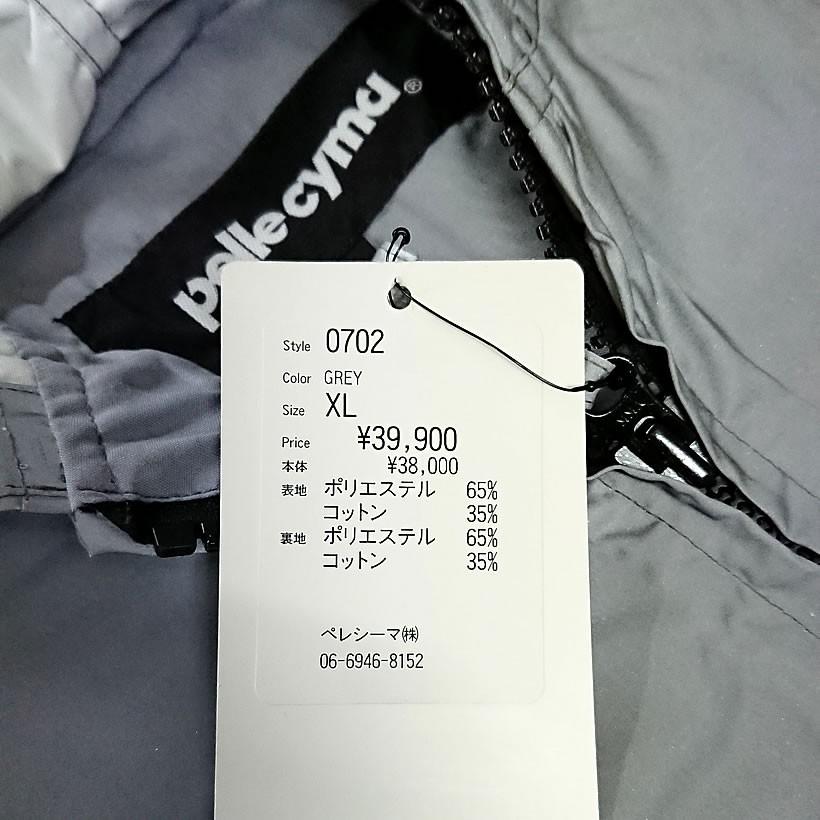 pelle cyma®
Style 0702
Color GREY
Size XL
Price ¥39,900
本体 ¥38,000
表地 ポリエステル 65%
コットン 35%
裏地 ポリエステル 65%
コットン 35%
ペレシーマ㈱
06-6946-8152